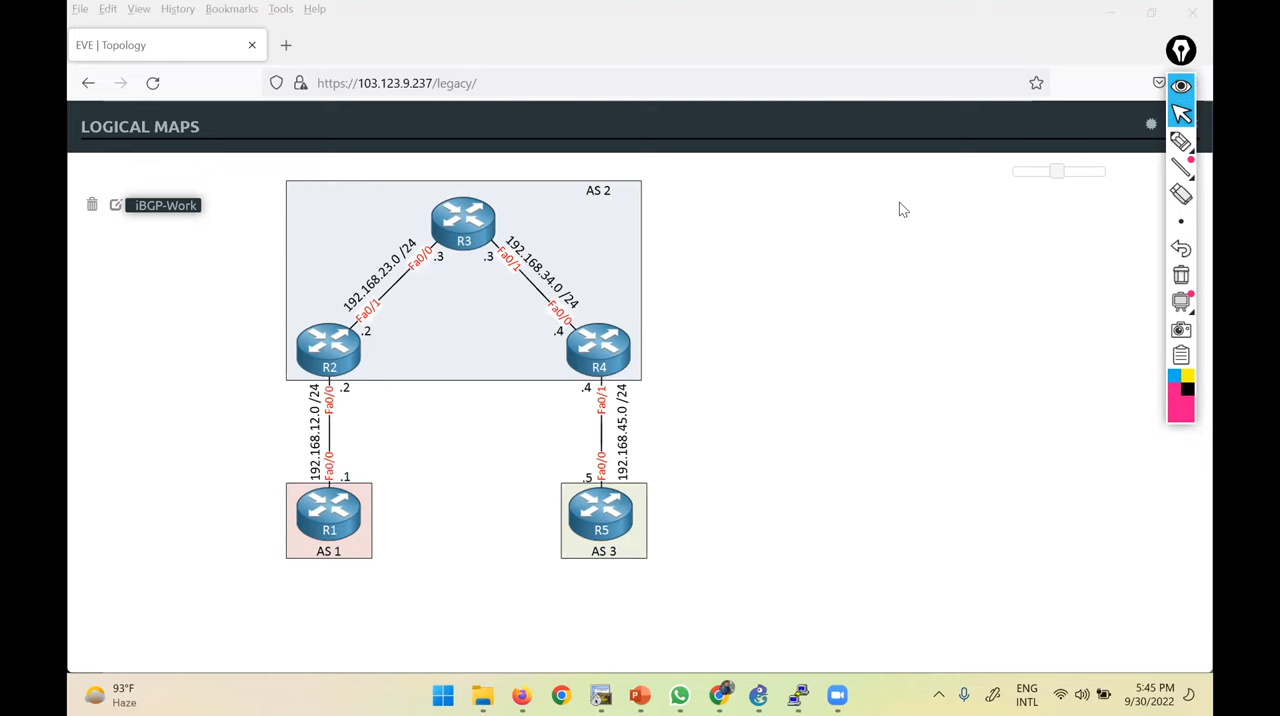 File Edit View History Bookmarks Tools Help
EVE | Topology
https://103.123.9.237/legacy/
LOGICAL MAPS
iBGP-Work
AS 2
R3
192.168.23.0 /24
Fa0/0
.3
.3
Fa0/1
192.168.34.0 /24
Fa0/1
.2
Fa0/0
.4
R2
R4
192.168.12.0 /24
Fa0/0
.2
.4
Fa0/1
192.168.45.0 /24
Fa0/0
.1
.5
Fa0/0
R1
AS 1
R5
AS 3
93°F
Haze
ENG
INTL
5:45 PM
9/30/2022